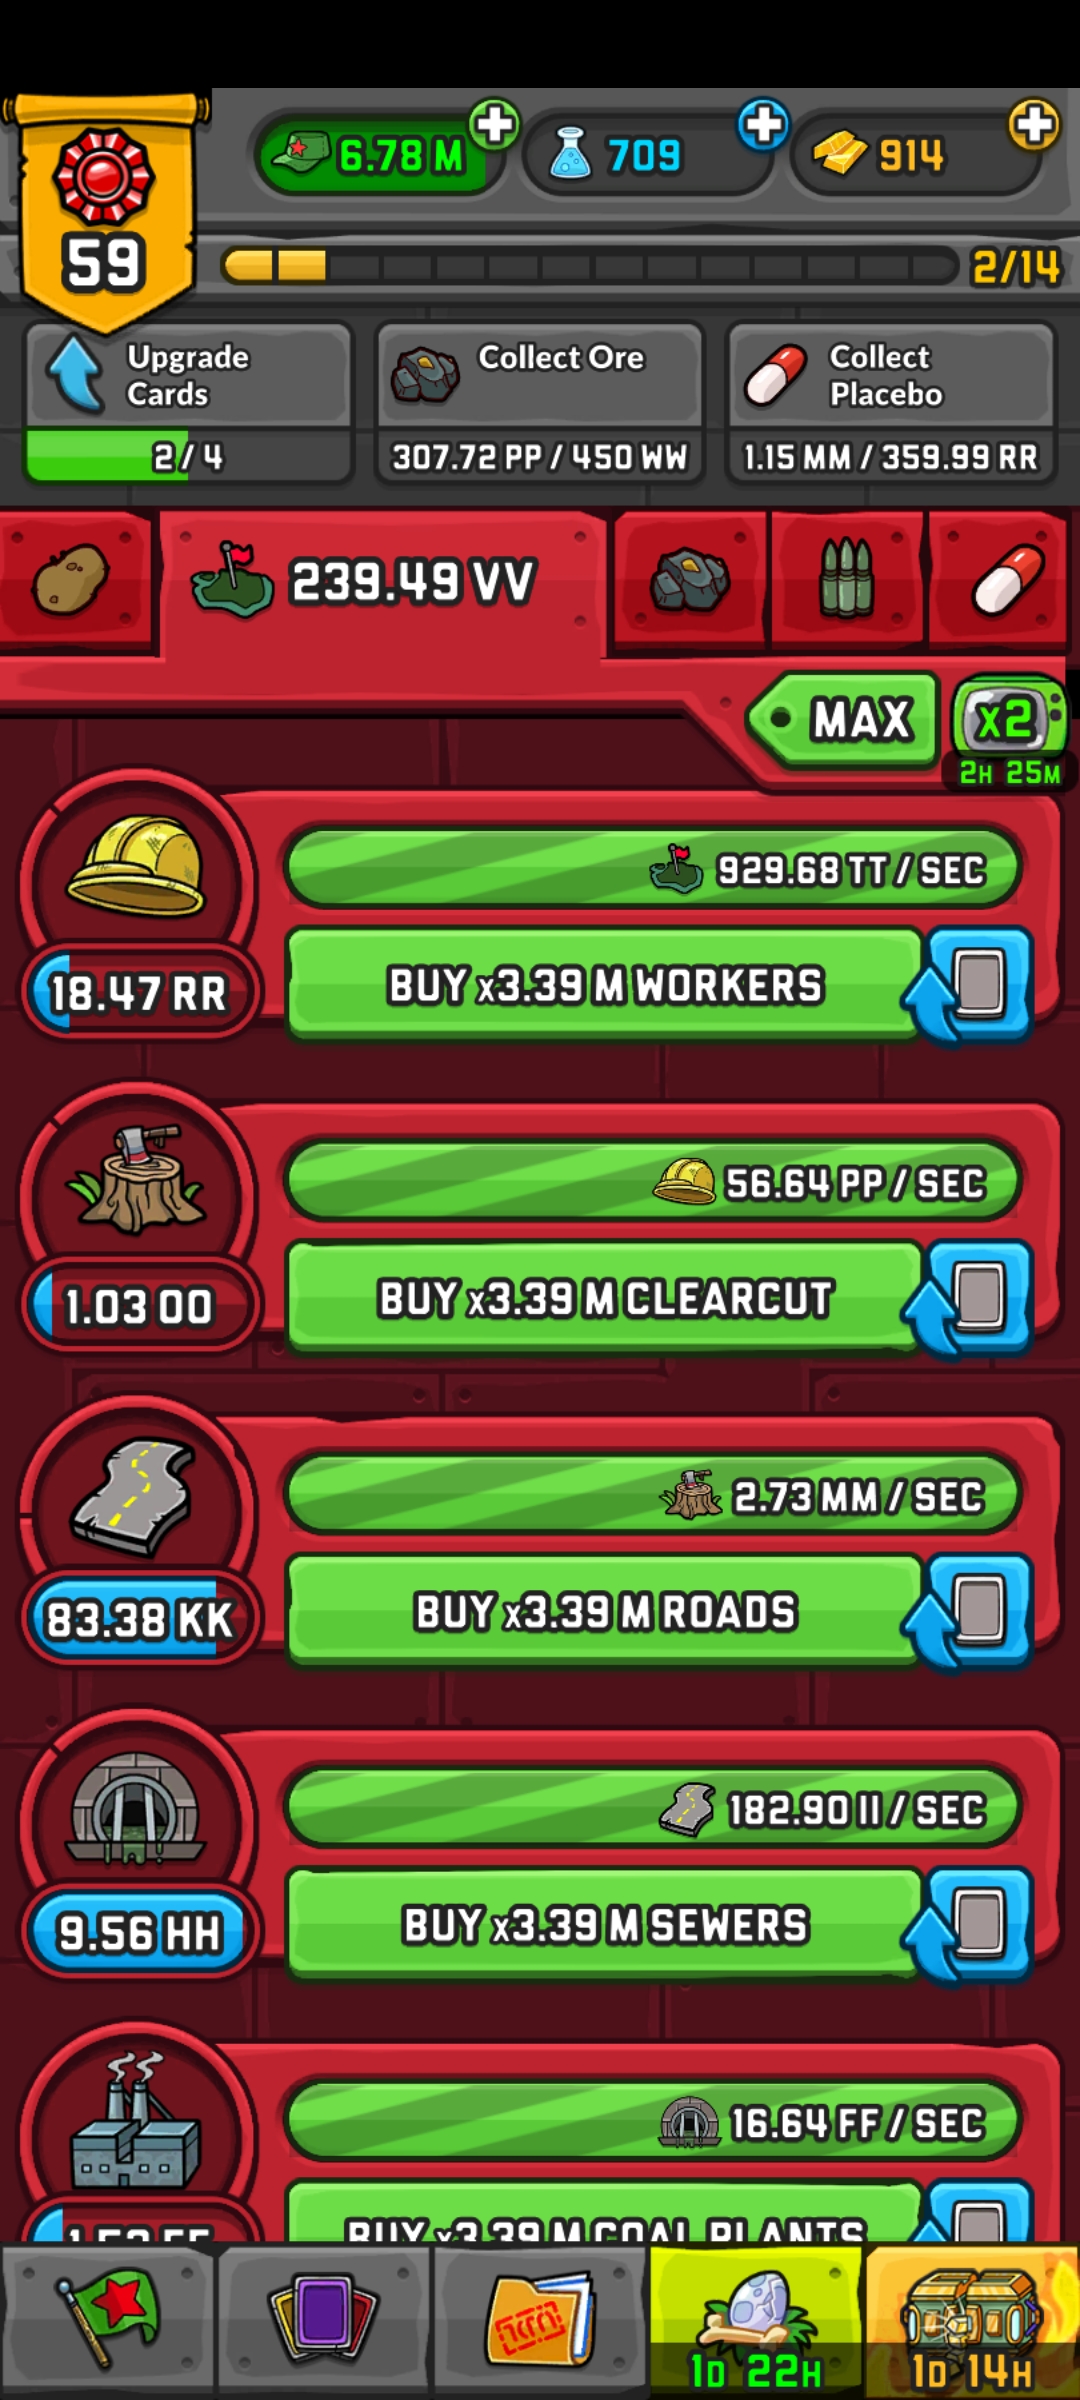 6.78 M
709
914
59
2/14
Upgrade
Cards
2/4
Collect Ore
307.72 PP / 450 WW
Collect
Placebo
1.15 MM / 359.99 RR
239.49 VV
MAX
x2
2H 25M
929.68 TT / SEC
18.47 RR
BUY x3.39 M WORKERS
56.64 PP / SEC
1.03 OO
BUY x3.39 M CLEARCUT
2.73 MM / SEC
83.38 KK
BUY x3.39 M ROADS
182.90 II / SEC
9.56 HH
BUY x3.39 M SEWERS
16.64 FF / SEC
BUY x3.39 M COAL PLANTS
1D 22H
1D 14H